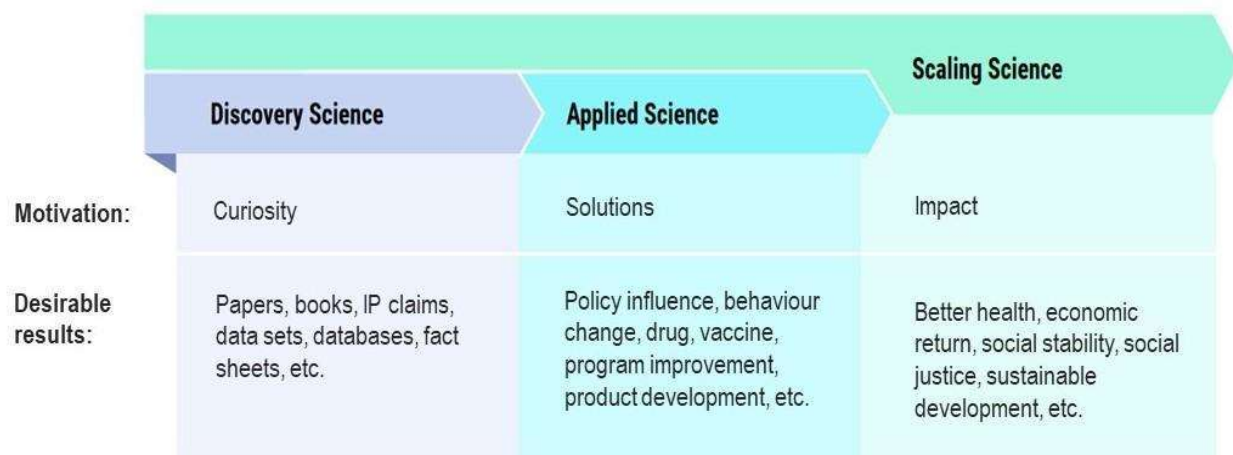 Scaling Science
Discovery Science
Applied Science
Motivation:
Curiosity
Solutions
Impact
Desirable
results:
Papers, books, IP claims,
data sets, databases, fact
sheets, etc.
Policy influence, behaviour
change, drug, vaccine,
program improvement,
product development, etc.
Better health, economic
return, social stability, social
justice, sustainable
development, etc.